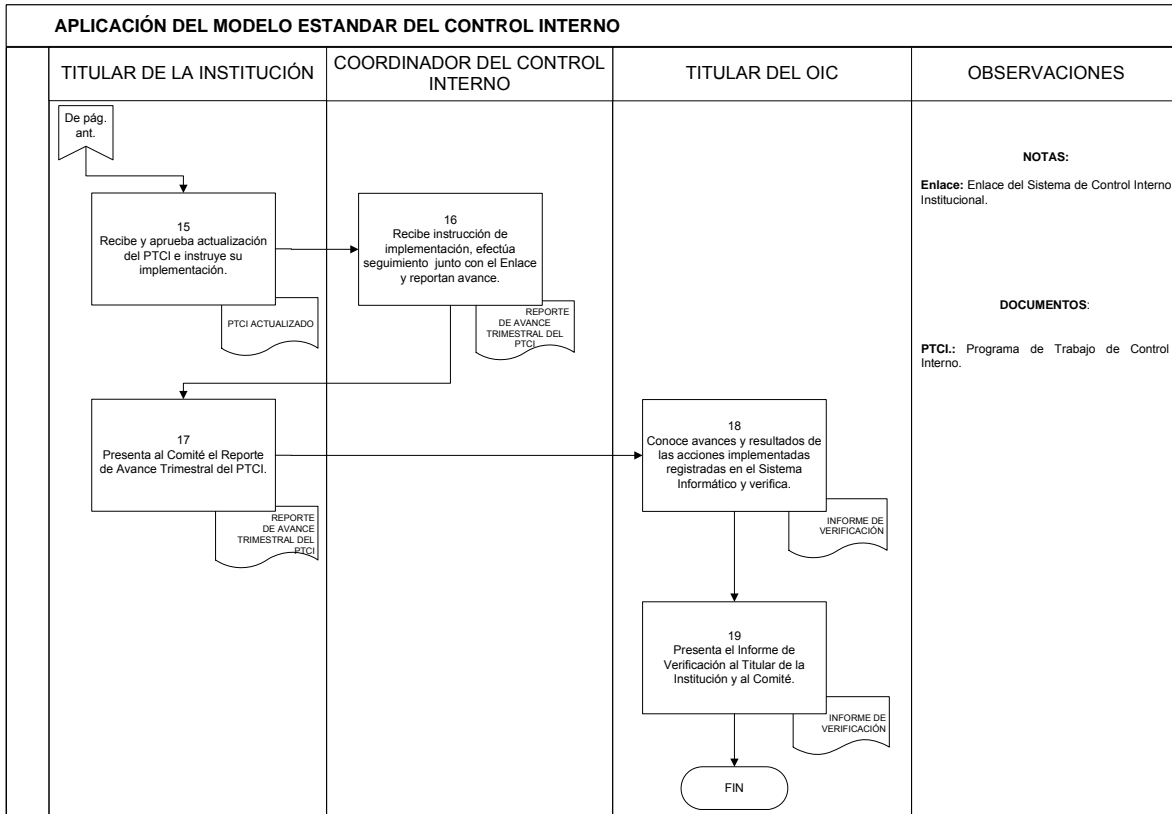 APLICACIÓN DEL MODELO ESTANDAR DEL CONTROL INTERNO
TITULAR DE LA INSTITUCIÓN
COORDINADOR DEL CONTROL
INTERNO
TITULAR DEL OIC
OBSERVACIONES
De pág.
ant.
15
Recibe y aprueba actualización
del PTCI e instruye su
implementación.
PTCI ACTUALIZADO
16
Recibe instrucción de
implementación, efectúa
seguimiento junto con el Enlace
y reportan avance.
REPORTE
DE AVANCE
TRIMESTRAL DEL
PTCI
17
Presenta al Comité el Reporte
de Avance Trimestral del PTCI.
REPORTE
DE AVANCE
TRIMESTRAL DEL
PTCI
18
Conoce avances y resultados de
las acciones implementadas
registradas en el Sistema
Informático y verifica.
INFORME DE
VERIFICACIÓN
19
Presenta el Informe de
Verificación al Titular de la
Institución y al Comité.
INFORME DE
VERIFICACIÓN
FIN
NOTAS:
Enlace: Enlace del Sistema de Control Interno
Institucional.
DOCUMENTOS:
PTCI.: Programa de Trabajo de Control
Interno.